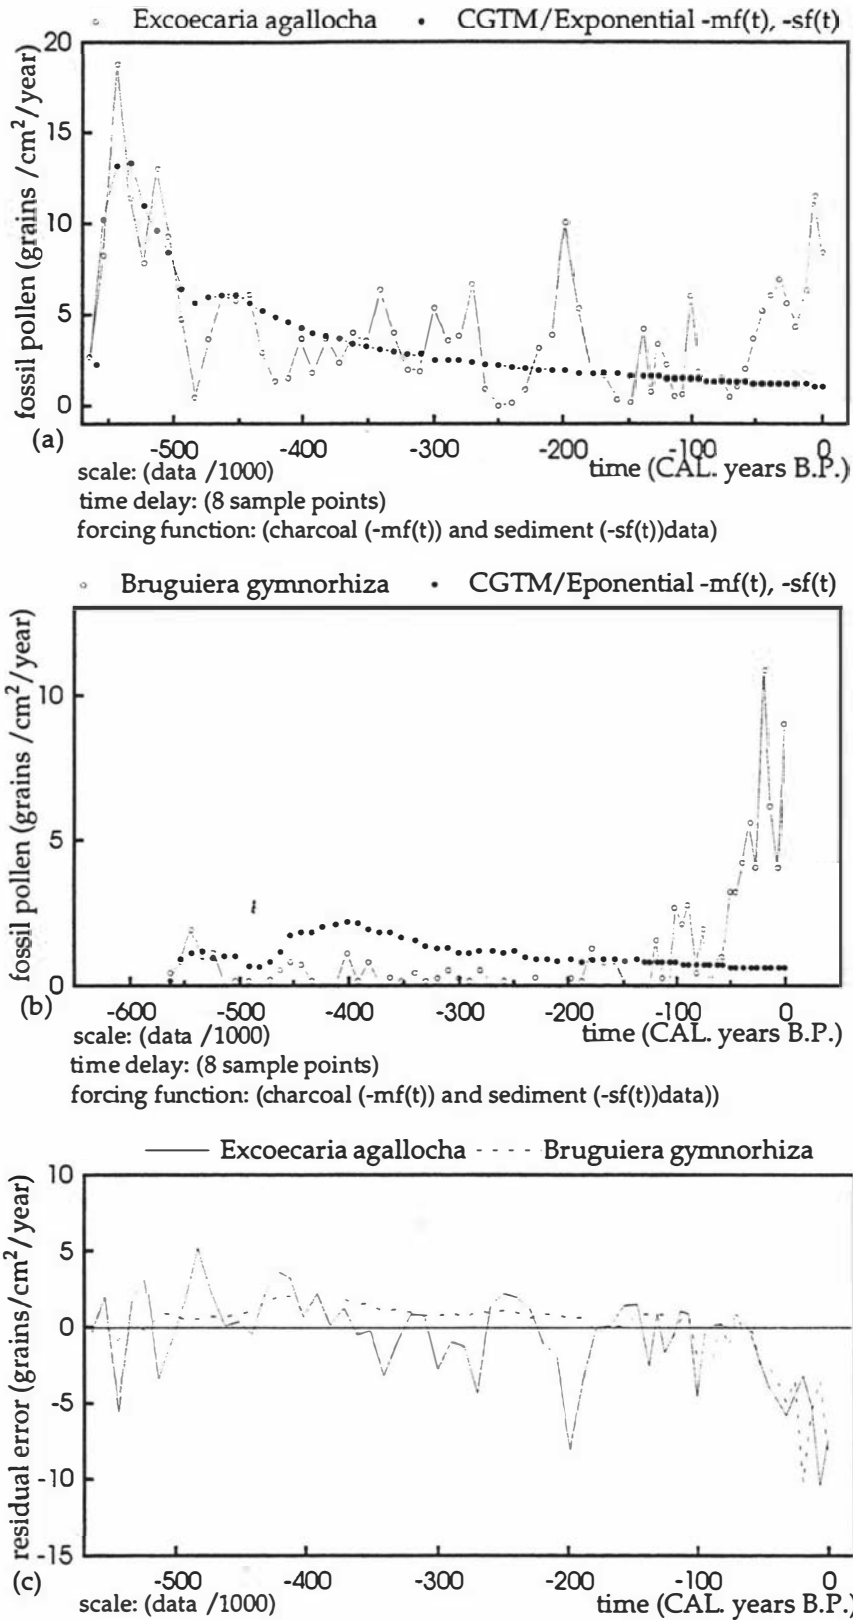 Excoecaria agallocha • CGTM/Exponential -mf(t), -sf(t)
fossil pollen (grains /cm²/year)
20
15
10
5
0
-500 -400 -300 -200 -100 0
(a)
time (CAL. years B.P.)
scale: (data /1000)
time delay: (8 sample points)
forcing function: (charcoal (-mf(t)) and sediment (-sf(t))data)
Bruguiera gymnorhiza • CGTM/Eponential -mf(t), -sf(t)
fossil pollen (grains /cm²/year)
10
5
0
-600 -500 -400 -300 -200 -100 0
(b)
time (CAL. years B.P.)
scale: (data /1000)
time delay: (8 sample points)
forcing function: (charcoal (-mf(t)) and sediment (-sf(t))data))
Excoecaria agallocha Bruguiera gymnorhiza
residual error (grains/cm²/year)
10
5
0
-5
-10
-15
-500 -400 -300 -200 -100 0
(c)
time (CAL. years B.P.)
scale: (data /1000)